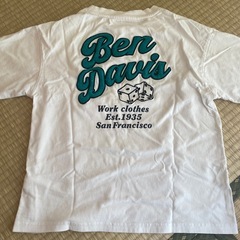 Ben
Davis
Work clothes
Est.1935
San Francisco